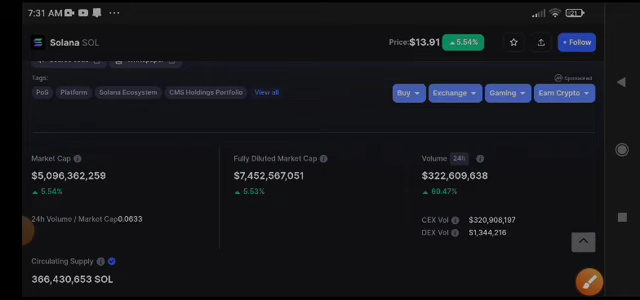 7:31 AM
21
Solana SOL
Price:$13.91
5.54%
+ Follow
Tags:
Sponsored
PoS Platform Solana Ecosystem CMS Holdings Portfolio View all
Buy Exchange Gaming Earn Crypto
Market Cap
$5,096,362,259
5.54%
24h Volume / Market Cap0.0633
Fully Diluted Market Cap
$7,452,567,051
5.53%
Volume 24h
$322,609,638
69.47%
CEX Vol $320,908,197
DEX Vol $1,344,216
Circulating Supply
366,430,653 SOL